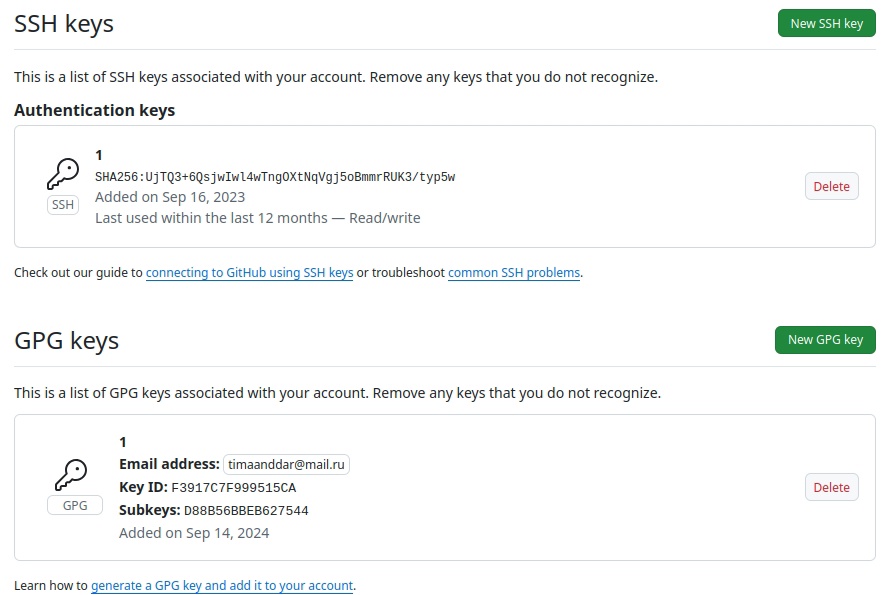 SSH keys
New SSH key
This is a list of SSH keys associated with your account. Remove any keys that you do not recognize.
Authentication keys
1
SHA256:UjTQ3+6QsjwIwl4wTngOXtNqVgj5oBmmrRUK3/typ5w
SSH
Added on Sep 16, 2023
Last used within the last 12 months — Read/write
Delete
Check out our guide to connecting to GitHub using SSH keys or troubleshoot common SSH problems.
GPG keys
New GPG key
This is a list of GPG keys associated with your account. Remove any keys that you do not recognize.
1
Email address: timaanddar@mail.ru
Key ID: F3917C7F999515CA
GPG
Subkeys: D88B56BBEB627544
Added on Sep 14, 2024
Delete
Learn how to generate a GPG key and add it to your account.